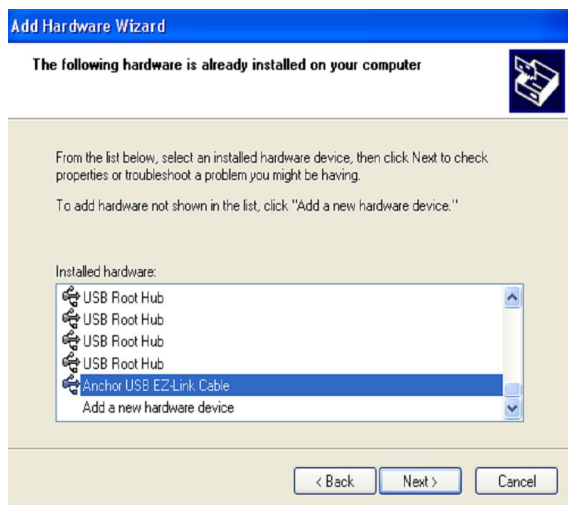 Add Hardware Wizard
The following hardware is already installed on your computer
From the list below, select an installed hardware device, then click Next to check
properties or troubleshoot a problem you might be having.
To add hardware not shown in the list, click "Add a new hardware device."
Installed hardware:
USB Root Hub
USB Root Hub
USB Root Hub
USB Root Hub
Anchor USB EZ-Link Cable
Add a new hardware device
< Back Next > Cancel